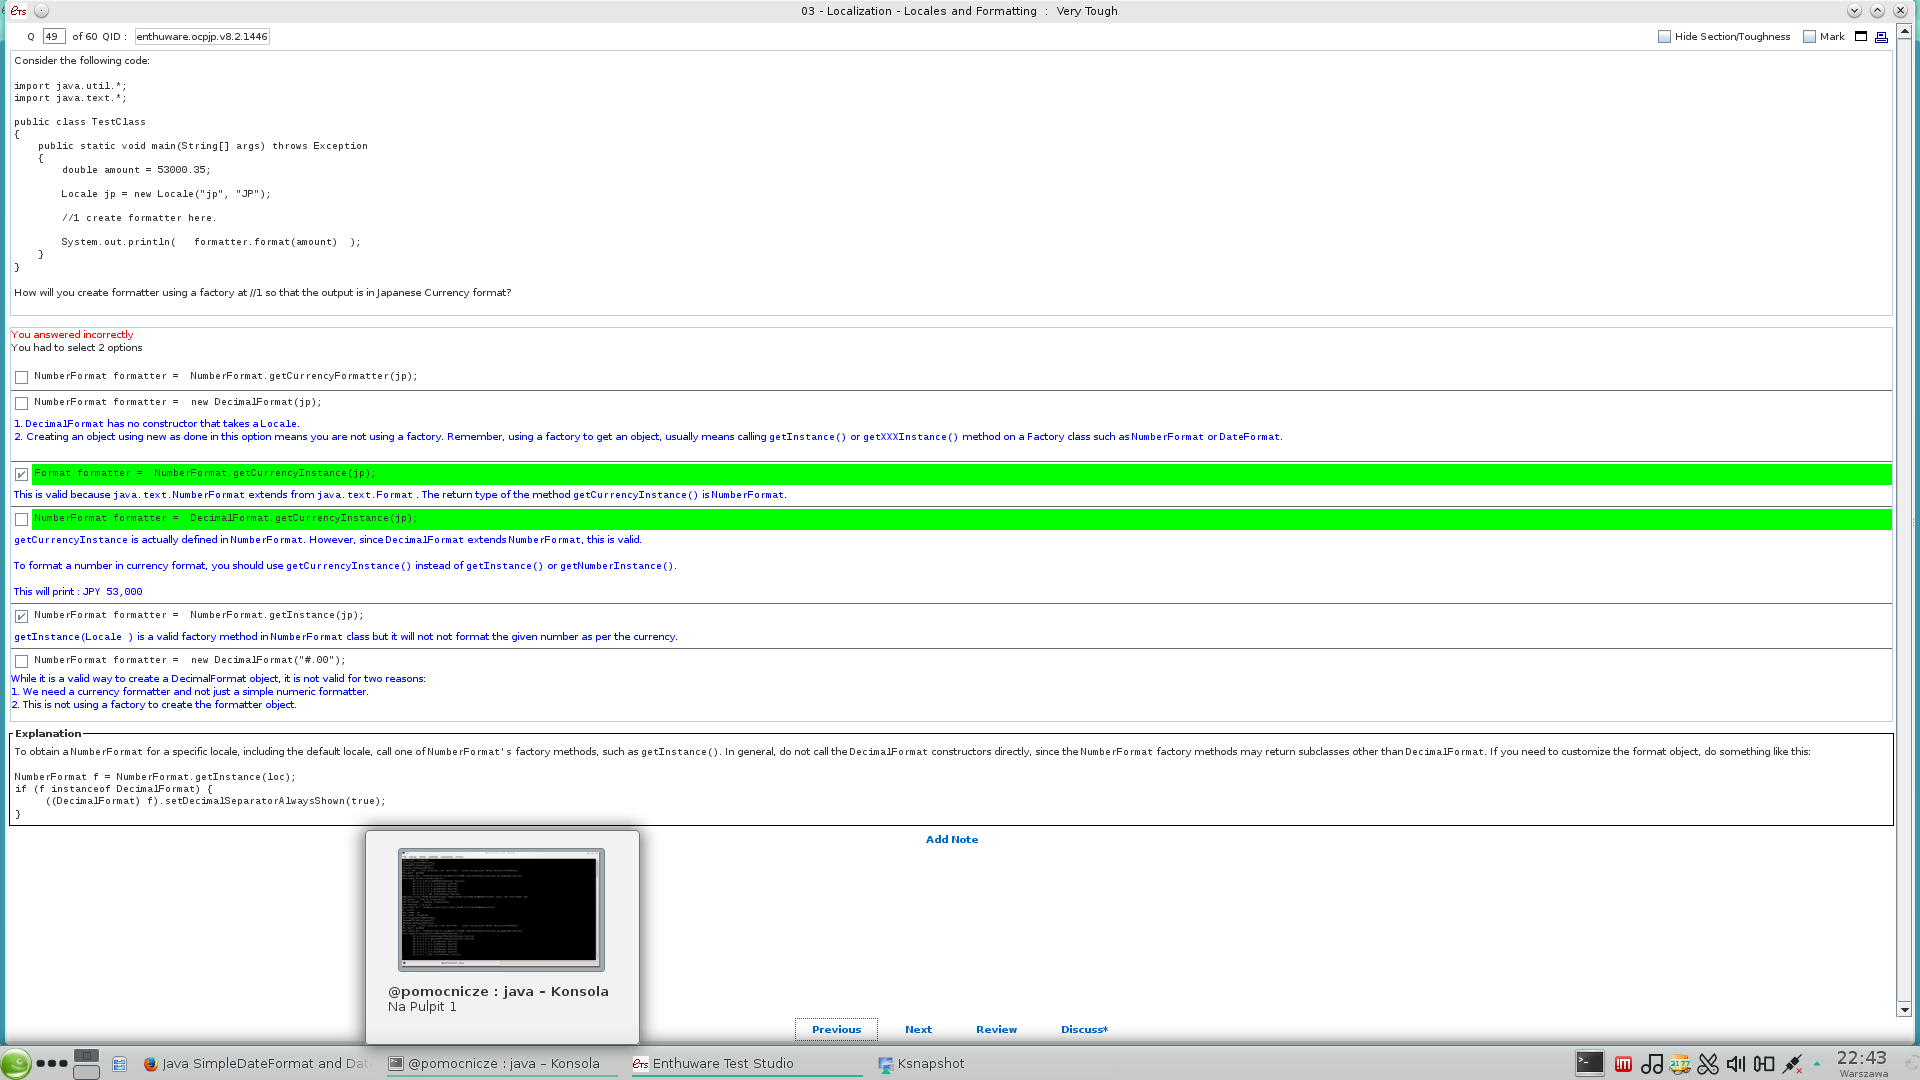 ETS
03 - Localization - Locales and Formatting : Very Tough
Q 49 of 60 QID : enthuware.ocpjp.v8.2.1446
Hide Section/Toughness Mark
Consider the following code:
import java.util.*;
import java.text.*;
public class TestClass
{
public static void main(String[] args) throws Exception
{
double amount = 53000.35;
Locale jp = new Locale("jp", "JP");
//1 create formatter here.
System.out.println( formatter.format(amount) );
}
}
How will you create formatter using a factory at //1 so that the output is in Japanese Currency format?
You answered incorrectly
You had to select 2 options
NumberFormat formatter = NumberFormat.getCurrencyFormatter(jp);
NumberFormat formatter = new DecimalFormat(jp);
1. DecimalFormat has no constructor that takes a Locale.
2. Creating an object using new as done in this option means you are not using a factory. Remember, using a factory to get an object, usually means calling getInstance() or getXXXInstance() method on a Factory class such as NumberFormat or DateFormat.
Format formatter = NumberFormat.getCurrencyInstance(jp);
This is valid because java.text.NumberFormat extends from java.text.Format . The return type of the method getCurrencyInstance() is NumberFormat.
NumberFormat formatter = DecimalFormat.getCurrencyInstance(jp);
getCurrencyInstance is actually defined in NumberFormat. However, since DecimalFormat extends NumberFormat, this is valid.
To format a number in currency format, you should use getCurrencyInstance() instead of getInstance() or getNumberInstance().
This will print : JPY 53,000
NumberFormat formatter = NumberFormat.getInstance(jp);
getInstance(Locale ) is a valid factory method in NumberFormat class but it will not not format the given number as per the currency.
NumberFormat formatter = new DecimalFormat("#.00");
While it is a valid way to create a DecimalFormat object, it is not valid for two reasons:
1. We need a currency formatter and not just a simple numeric formatter.
2. This is not using a factory to create the formatter object.
Explanation
To obtain a NumberFormat for a specific locale, including the default locale, call one of NumberFormat's factory methods, such as getInstance(). In general, do not call the DecimalFormat constructors directly, since the NumberFormat factory methods may return subclasses other than DecimalFormat. If you need to customize the format object, do something like this:
NumberFormat f = NumberFormat.getInstance(loc);
if (f instanceof DecimalFormat) {
((DecimalFormat) f).setDecimalSeparatorAlwaysShown(true);
}
Add Note
@pomocnicze : java – Konsola
Na Pulpit 1
Previous Next Review Discuss*
Java SimpleDateFormat and Dat @pomocnicze : java – Konsola ETS Enthuware Test Studio Ksnapshot
22:43
Warszawa